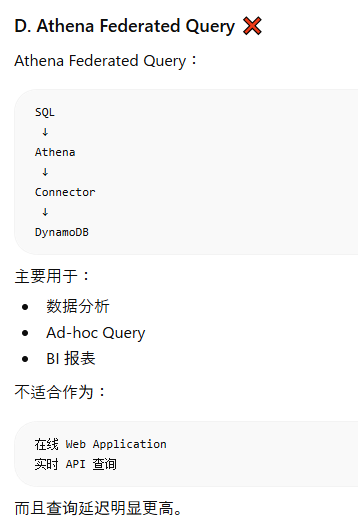 D. Athena Federated Query ❌
Athena Federated Query：
SQL
↓
Athena
↓
Connector
↓
DynamoDB
主要用于：
• 数据分析
• Ad-hoc Query
• BI 报表
不适合作为：
在线 Web Application
实时 API 查询
而且查询延迟明显更高。